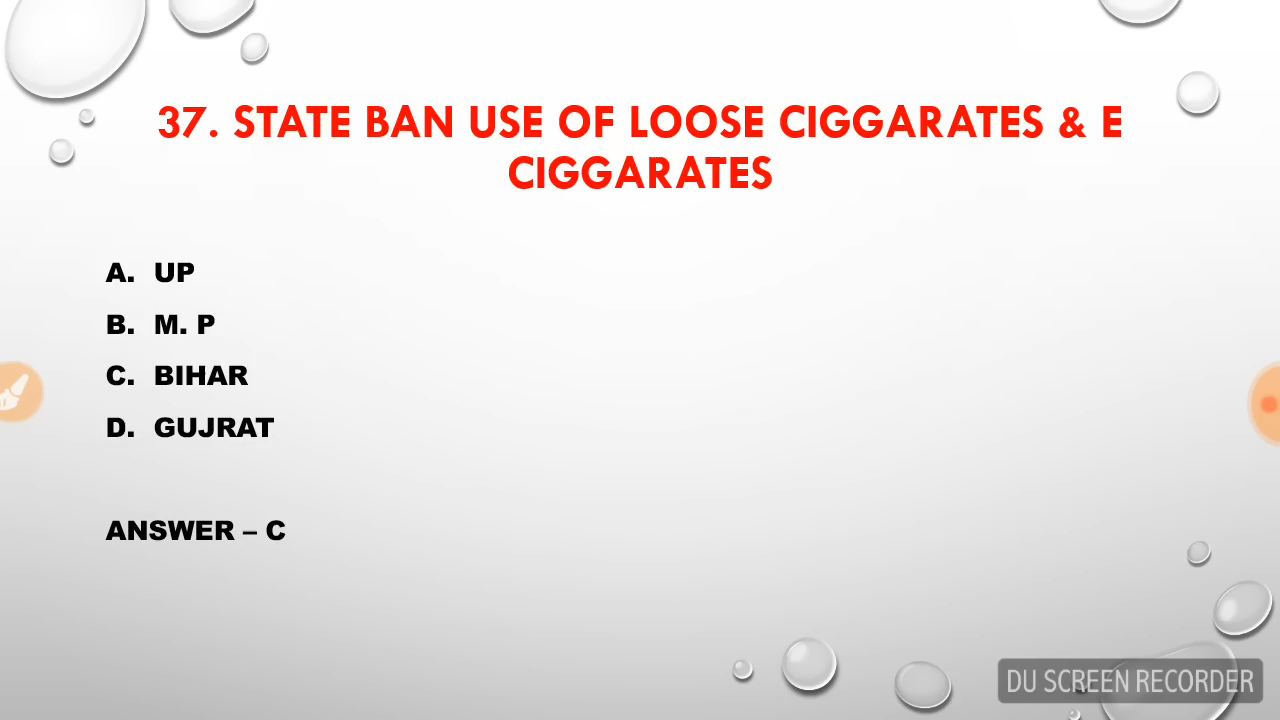 37. STATE BAN USE OF LOOSE CIGGARATES & E
CIGGARATES
A. UP
B. M. P
C. BIHAR
D. GUJRAT
ANSWER – C
DU SCREEN RECORDER